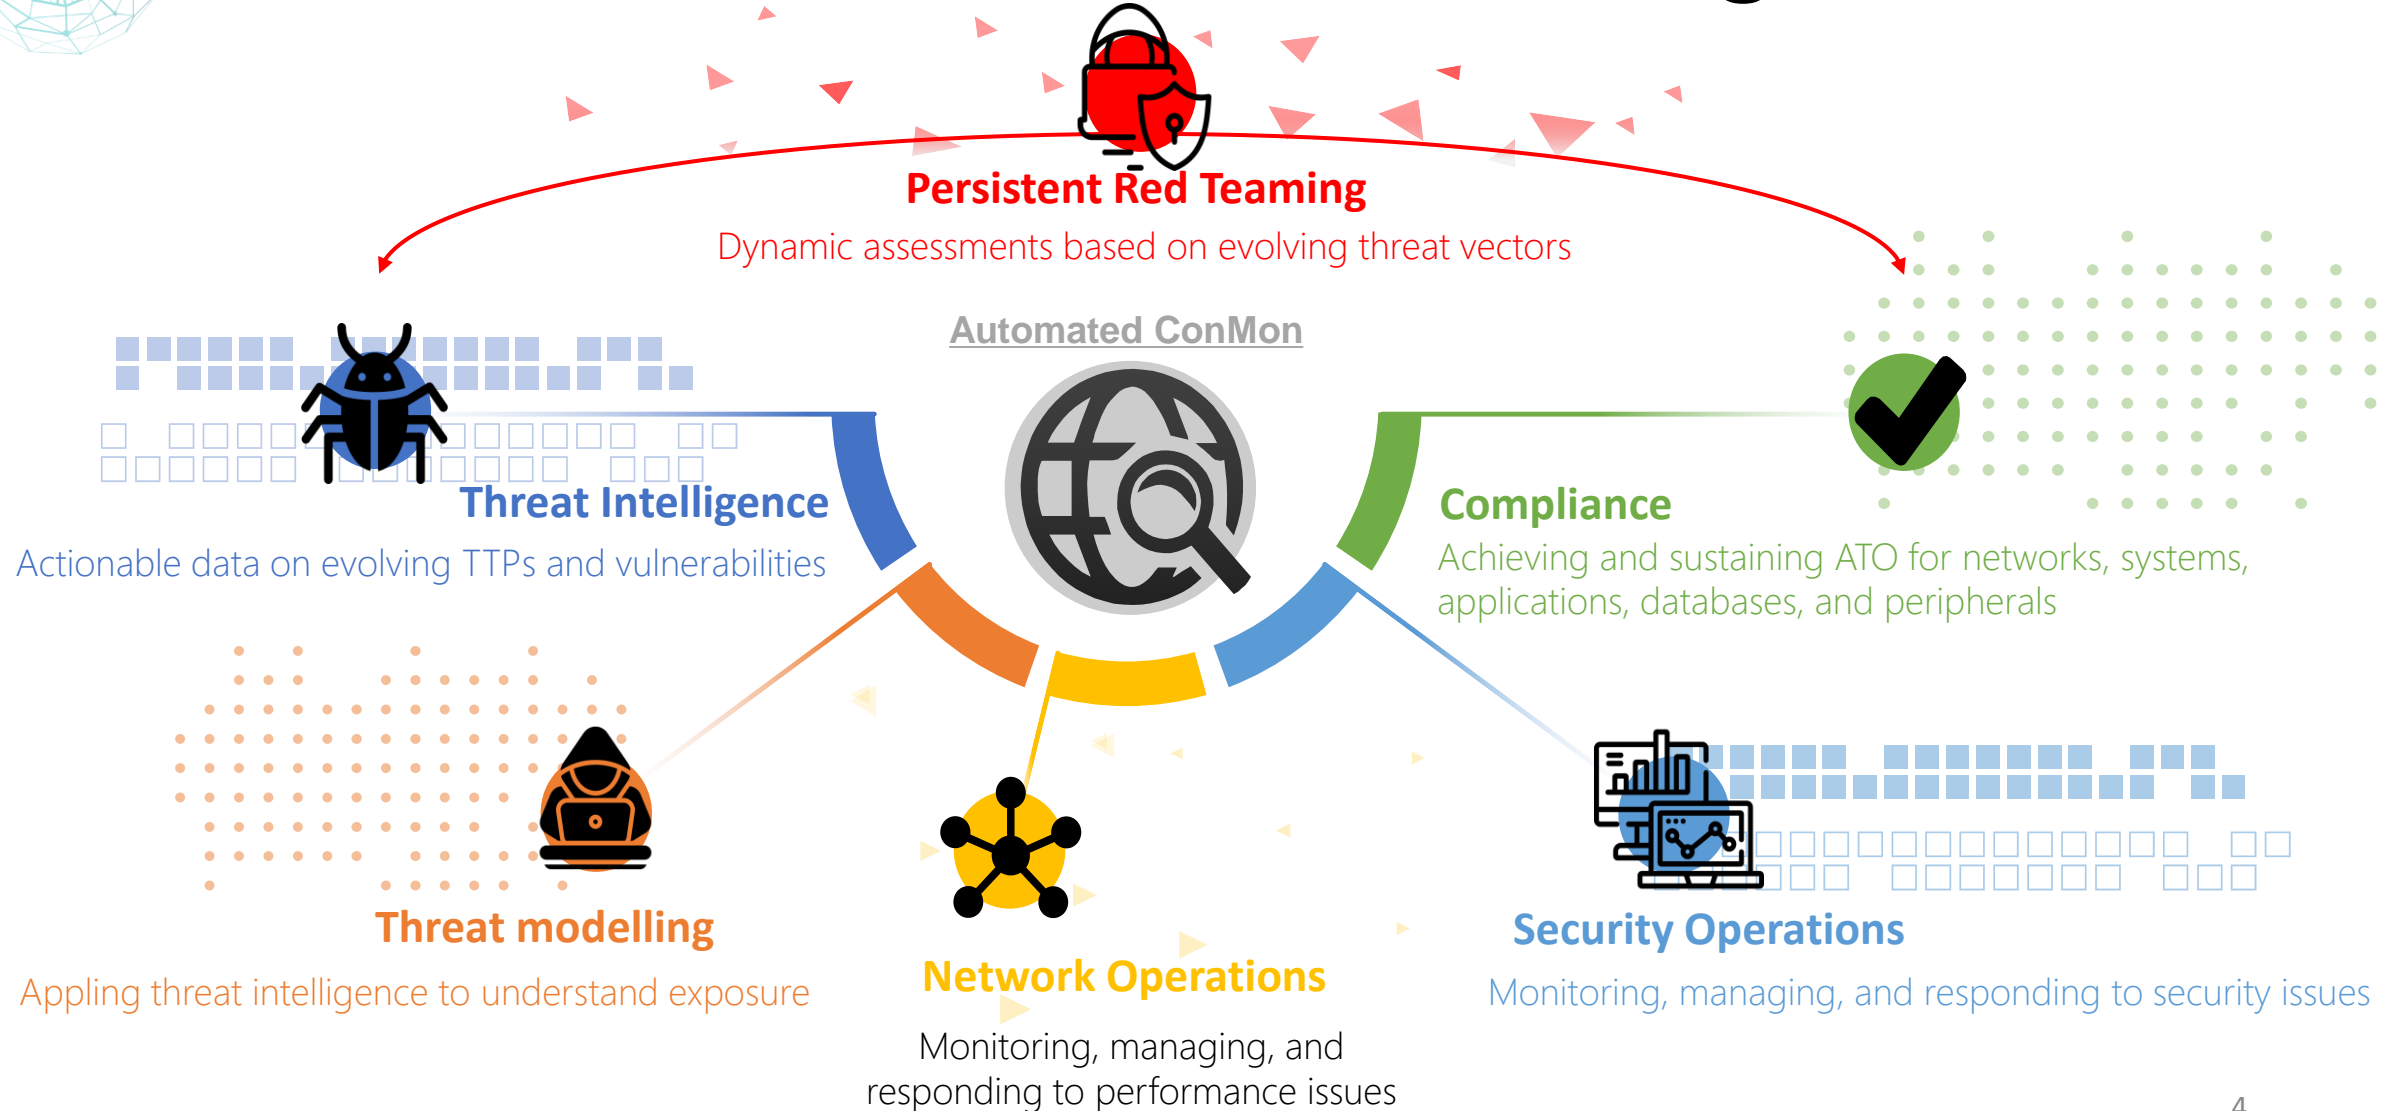 Persistent Red Teaming
Dynamic assessments based on evolving threat vectors
Automated ConMon
Threat Intelligence
Actionable data on evolving TTPs and vulnerabilities
Compliance
Achieving and sustaining ATO for networks, systems,
applications, databases, and peripherals
Threat modelling
Appling threat intelligence to understand exposure
Network Operations
Monitoring, managing, and
responding to performance issues
Security Operations
Monitoring, managing, and responding to security issues
4